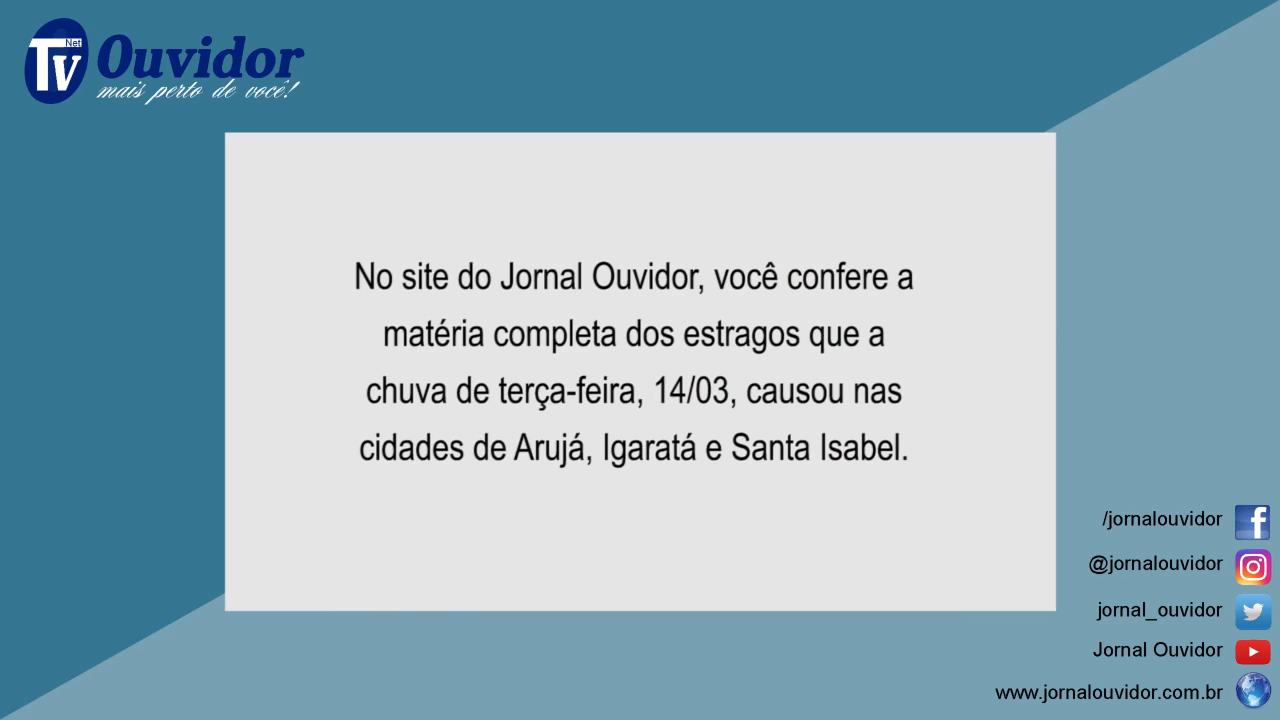 Net
TV Ouvidor
mais perto de você!
No site do Jornal Ouvidor, você confere a
matéria completa dos estragos que a
chuva de terça-feira, 14/03, causou nas
cidades de Arujá, Igaratá e Santa Isabel.
/jornalouvidor
@jornalouvidor
jornal_ouvidor
Jornal Ouvidor
www.jornalouvidor.com.br